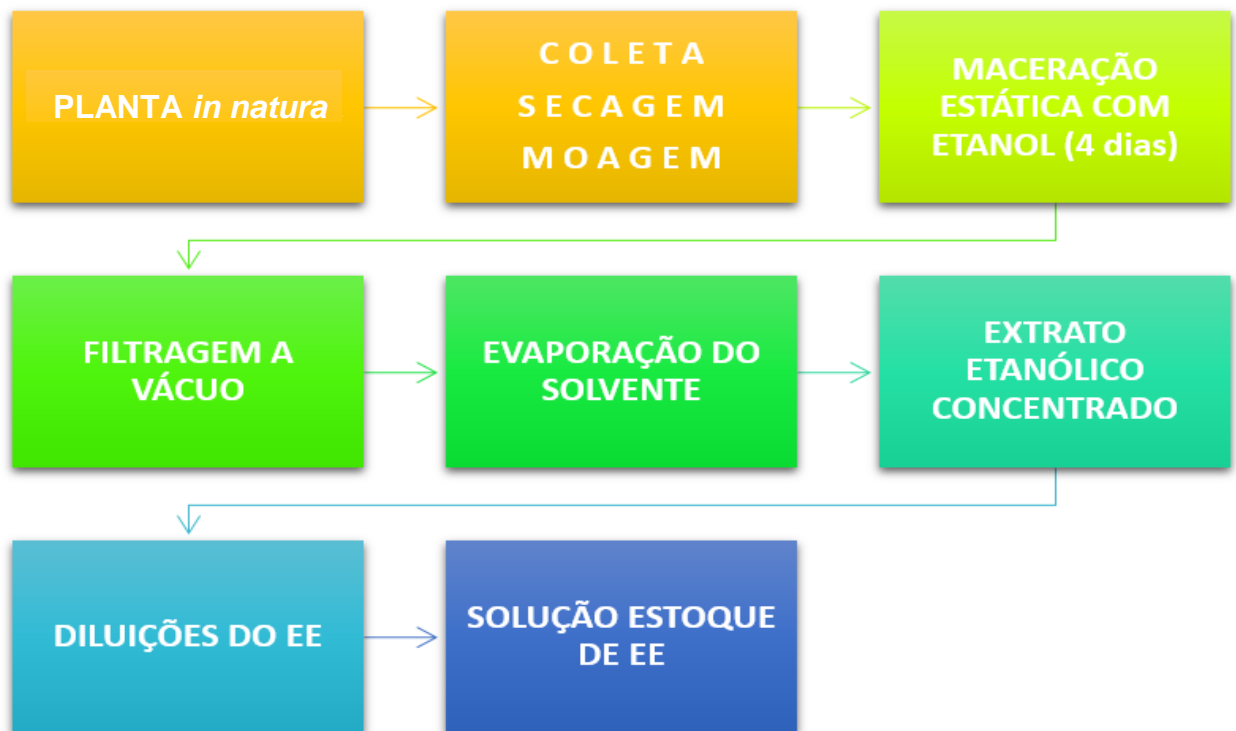 PLANTA in natura
C O L E T A
S E C A G E M
M O A G E M
MACERAÇÃO
ESTÁTICA COM
ETANOL (4 dias)
FILTRAGEM A
VÁCUO
EVAPORAÇÃO DO
SOLVENTE
EXTRATO
ETANÓLICO
CONCENTRADO
DILUIÇÕES DO EE
SOLUÇÃO ESTOQUE
DE EE